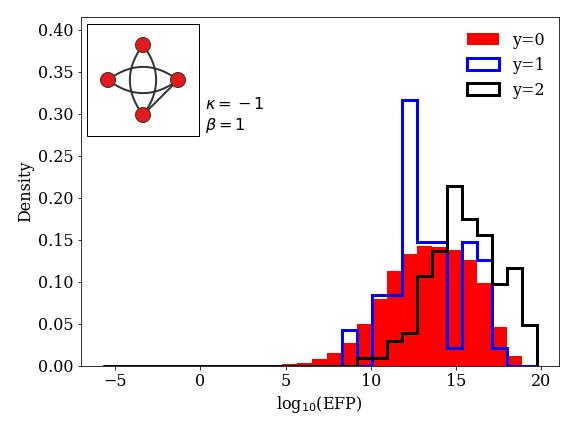 0.40
0.35
0.30
0.25
0.20
0.15
0.10
0.05
0.00
Density
κ = −1
β = 1
y=0
y=1
y=2
−5 0 5 10 15 20
log₁₀(EFP)